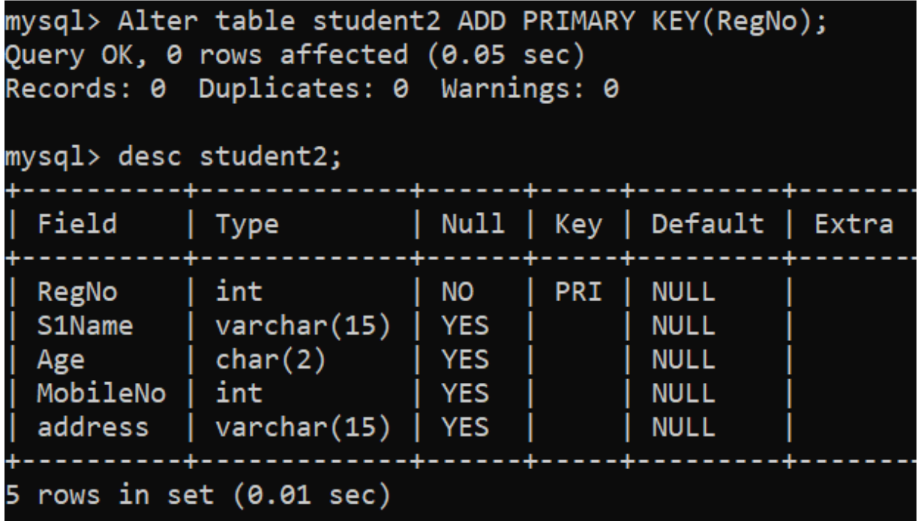 mysql> Alter table student2 ADD PRIMARY KEY(RegNo);
Query OK, 0 rows affected (0.05 sec)
Records: 0  Duplicates: 0  Warnings: 0

mysql> desc student2;
+----------+-------------+------+-----+---------+-------
| Field    | Type        | Null | Key | Default | Extra
+----------+-------------+------+-----+---------+-------
| RegNo    | int         | NO   | PRI | NULL    |
| S1Name   | varchar(15) | YES  |     | NULL    |
| Age      | char(2)     | YES  |     | NULL    |
| MobileNo | int         | YES  |     | NULL    |
| address  | varchar(15) | YES  |     | NULL    |
+----------+-------------+------+-----+---------+-------
5 rows in set (0.01 sec)